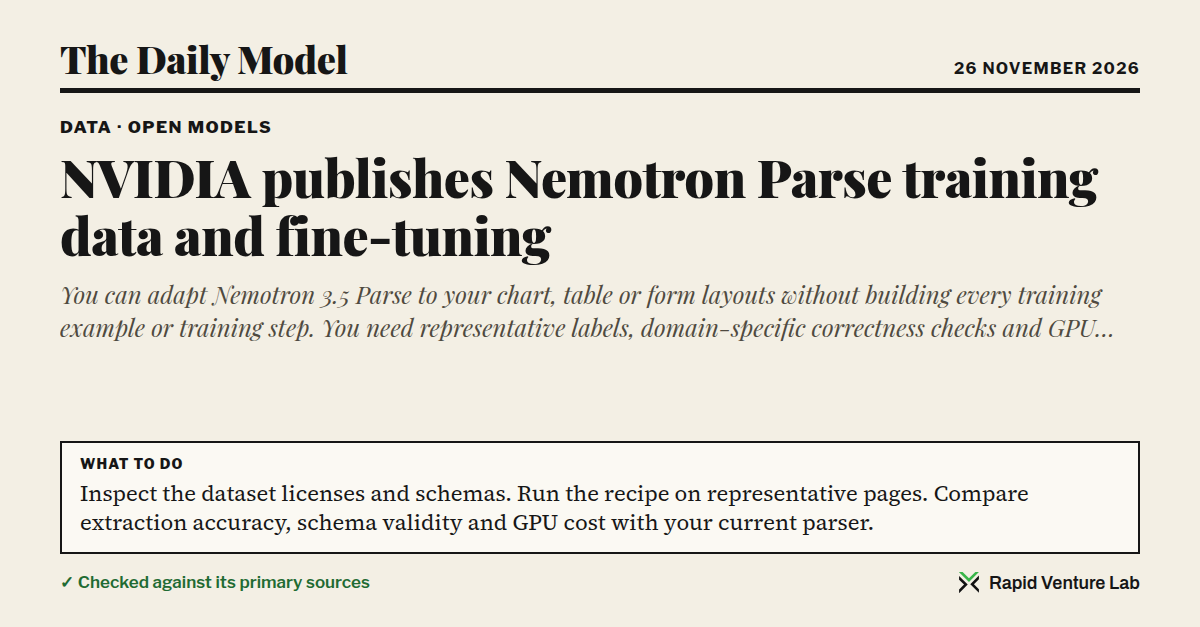 The Daily Model
26 NOVEMBER 2026
DATA · OPEN MODELS
NVIDIA publishes Nemotron Parse training
data and fine-tuning
You can adapt Nemotron 3.5 Parse to your chart, table or form layouts without building every training
example or training step. You need representative labels, domain-specific correctness checks and GPU...
WHAT TO DO
Inspect the dataset licenses and schemas. Run the recipe on representative pages. Compare
extraction accuracy, schema validity and GPU cost with your current parser.
✓ Checked against its primary sources
Rapid Venture Lab